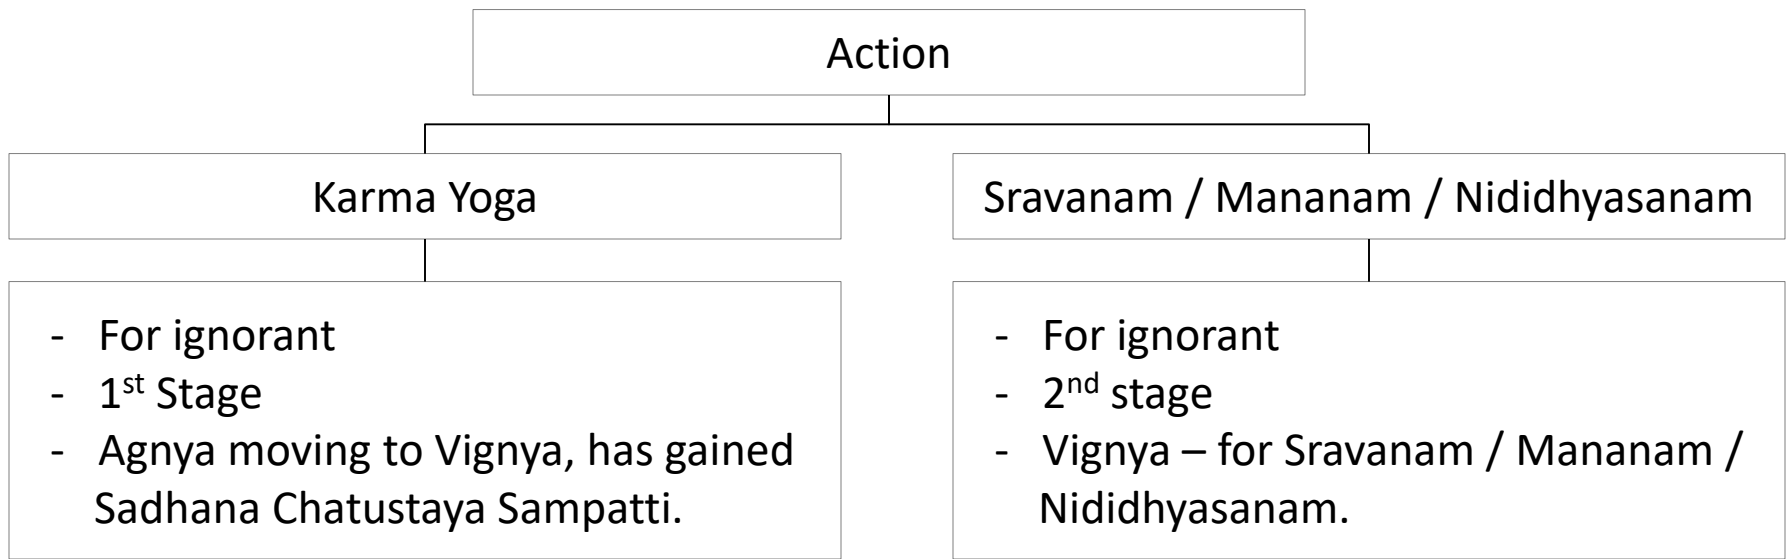 Action
Karma Yoga
Sravanam / Mananam / Nididhyasanam
- For ignorant
- 1st Stage
- Agnya moving to Vignya, has gained
Sadhana Chatustaya Sampatti.
- For ignorant
- 2nd stage
- Vignya – for Sravanam / Mananam /
Nididhyasanam.